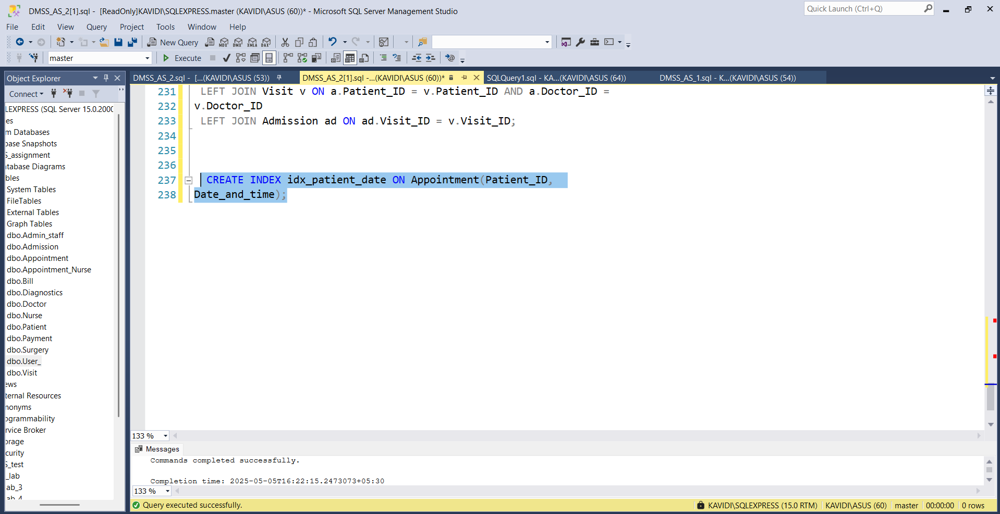 DMSS_AS_2[1].sql - [ReadOnly]KAVIDI\SQLEXPRESS.master (KAVIDI\ASUS (60))* - Microsoft SQL Server Management Studio
Quick Launch (Ctrl+Q)
File Edit View Query Project Tools Window Help
New Query MDX DMX XMLA DAX
master Execute
Object Explorer
Connect
LEXPRESS (SQL Server 15.0.2000
es
m Databases
base Snapshots
S_assignment
atabase Diagrams
bles
System Tables
FileTables
External Tables
Graph Tables
dbo.Admin_staff
dbo.Admission
dbo.Appointment
dbo.Appointment_Nurse
dbo.Bill
dbo.Diagnostics
dbo.Doctor
dbo.Nurse
dbo.Patient
dbo.Payment
dbo.Surgery
dbo.User_
dbo.Visit
ews
ternal Resources
nonyms
ogrammability
rvice Broker
orage
curity
S_test
_lab
ab_3
ab_4
DMSS_AS_2.sql - [...(KAVIDI\ASUS (53)) DMSS_AS_2[1].sql -...(KAVIDI\ASUS (60))* SQLQuery1.sql - KA...(KAVIDI\ASUS (64)) DMSS_AS_1.sql - K...(KAVIDI\ASUS (54))
231 LEFT JOIN Visit v ON a.Patient_ID = v.Patient_ID AND a.Doctor_ID =
232 v.Doctor_ID
233 LEFT JOIN Admission ad ON ad.Visit_ID = v.Visit_ID;
234
235
236
237 CREATE INDEX idx_patient_date ON Appointment(Patient_ID,
238 Date_and_time);
133 %
Messages
Commands completed successfully.
Completion time: 2025-05-05T16:22:15.2473073+05:30
133 %
Query executed successfully. KAVIDI\SQLEXPRESS (15.0 RTM) KAVIDI\ASUS (60) master 00:00:00 0 rows